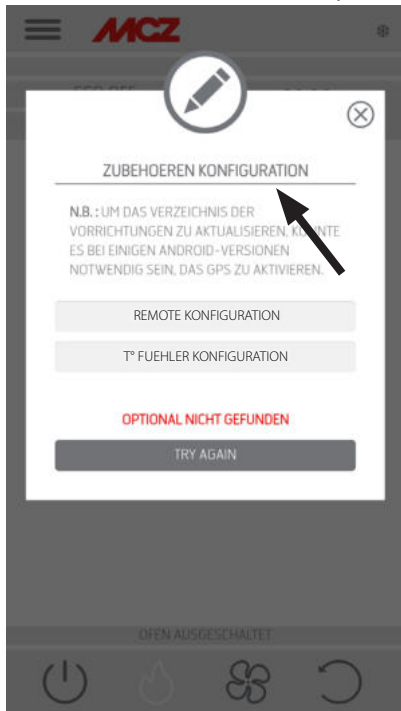 MCZ
ZUBEHOEREN KONFIGURATION
N.B. : UM DAS VERZEICHNIS DER
VORRICHTUNGEN ZU AKTUALISIEREN, KÖNNTE
ES BEI EINIGEN ANDROID-VERSIONEN
NOTWENDIG SEIN, DAS GPS ZU AKTIVIEREN.
REMOTE KONFIGURATION
T° FUEHLER KONFIGURATION
OPTIONAL NICHT GEFUNDEN
TRY AGAIN
OFEN AUSGESCHALTET